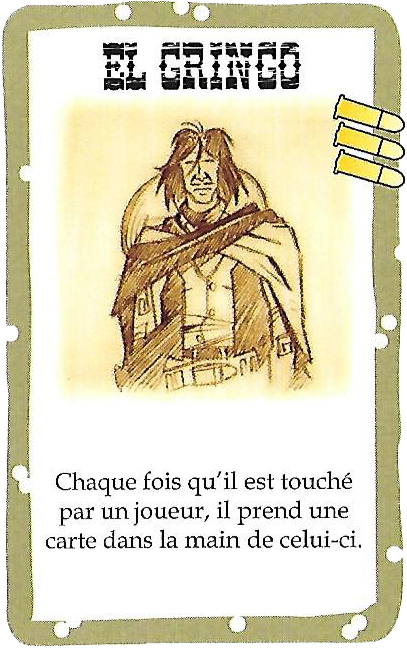 EL GRINGO
Chaque fois qu'il est touché
par un joueur, il prend une
carte dans la main de celui-ci.